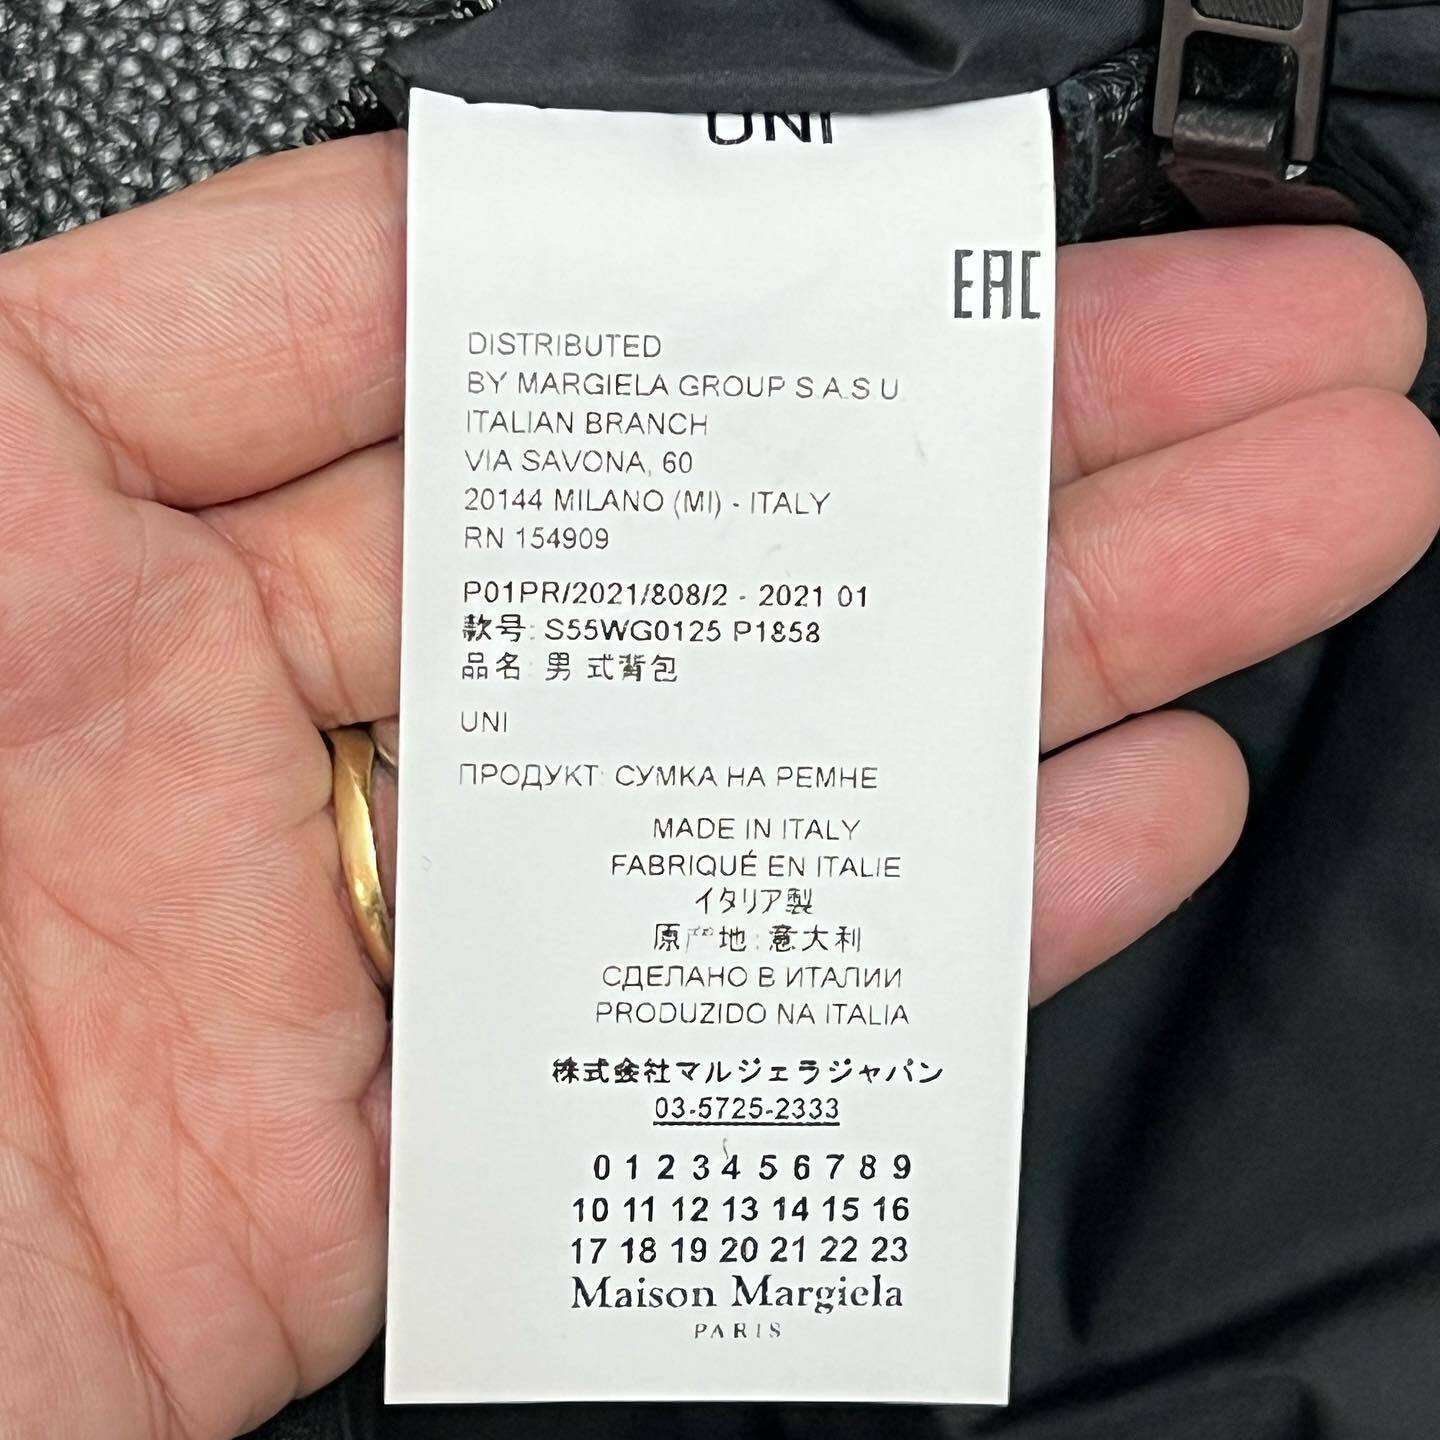 UNI
EAC
DISTRIBUTED
BY MARGIELA GROUP S.A.S.U.
ITALIAN BRANCH
VIA SAVONA, 60
20144 MILANO (MI) - ITALY
RN 154909
P01PR/2021/808/2 - 2021 01
款号: S55WG0125 P1858
品名: 男 式背包
UNI
ПРОДУКТ: СУМКА НА РЕМНЕ
MADE IN ITALY
FABRIQUÉ EN ITALIE
イタリア製
原产地: 意大利
СДЕЛАНО В ИТАЛИИ
PRODUZIDO NA ITALIA
株式会社マルジェラジャパン
03-5725-2333
0 1 2 3 4 5 6 7 8 9
10 11 12 13 14 15 16
17 18 19 20 21 22 23
Maison Margiela
PARIS